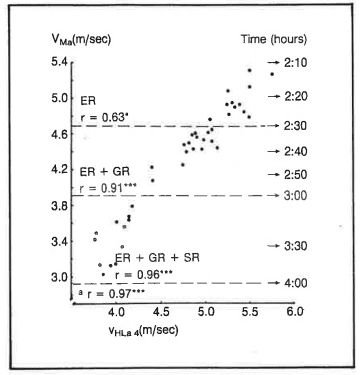 V Ma (m/sec)
Time (hours)
5.4
→ 2:10
5.0
ER
→ 2:20
r = 0.63*
4.6
→ 2:30
→ 2:40
4.2
ER + GR
→ 2:50
r = 0.91***
→ 3:00
3.8
3.4
→ 3:30
ER + GR + SR
3.0
r = 0.96***
→ 4:00
a r = 0.97***
4.0 4.5 5.0 5.5 6.0
v HLa 4 (m/sec)